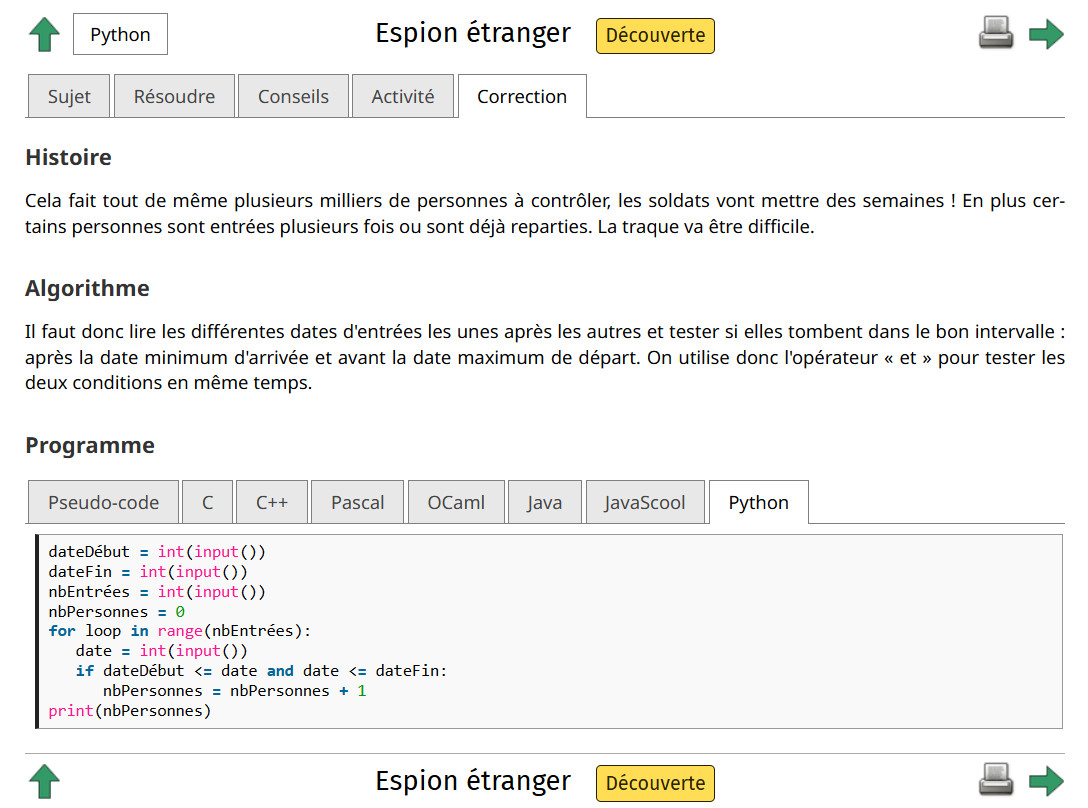 Python
Espion étranger
Découverte
Sujet
Résoudre
Conseils
Activité
Correction
Histoire
Cela fait tout de même plusieurs milliers de personnes à contrôler, les soldats vont mettre des semaines ! En plus cer-
tains personnes sont entrées plusieurs fois ou sont déjà reparties. La traque va être difficile.
Algorithme
Il faut donc lire les différentes dates d'entrées les unes après les autres et tester si elles tombent dans le bon intervalle :
après la date minimum d'arrivée et avant la date maximum de départ. On utilise donc l'opérateur « et » pour tester les
deux conditions en même temps.
Programme
Pseudo-code
C
C++
Pascal
OCaml
Java
JavaScool
Python
dateDébut = int(input())
dateFin = int(input())
nbEntrées = int(input())
nbPersonnes = 0
for loop in range(nbEntrées):
   date = int(input())
   if dateDébut <= date and date <= dateFin:
      nbPersonnes = nbPersonnes + 1
print(nbPersonnes)
Espion étranger
Découverte